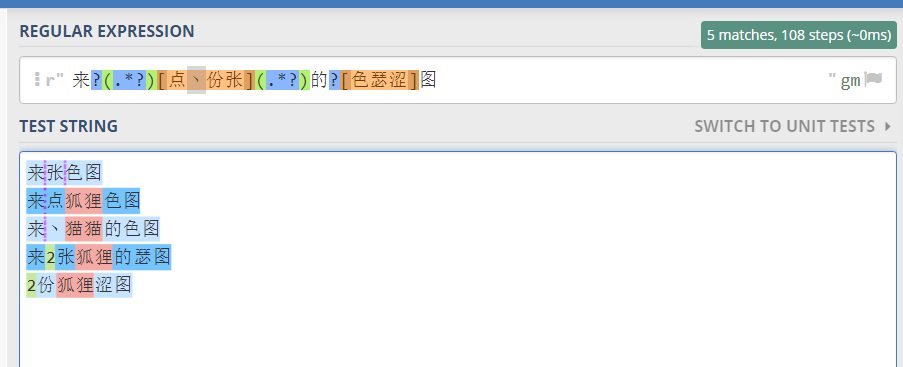 REGULAR EXPRESSION
5 matches, 108 steps (~0ms)
r" 来?(.*?)[点丶份张](.*?)的?[色瑟涩]图 " gm
TEST STRING
SWITCH TO UNIT TESTS
来张色图
来点狐狸色图
来丶猫猫的色图
来2张狐狸的瑟图
2份狐狸涩图